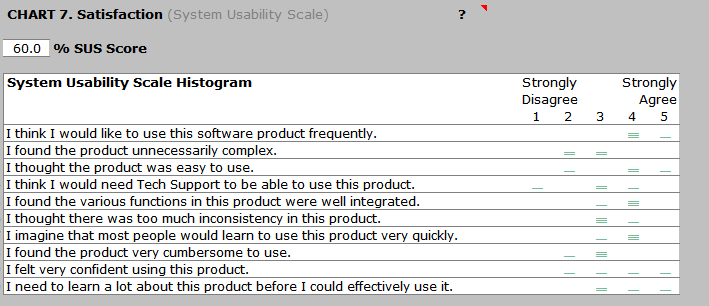 CHART 7. Satisfaction (System Usability Scale) ?
60.0 % SUS Score
System Usability Scale Histogram Strongly Strongly
Disagree Agree
1 2 3 4 5
I think I would like to use this software product frequently.
I found the product unnecessarily complex.
I thought the product was easy to use.
I think I would need Tech Support to be able to use this product.
I found the various functions in this product were well integrated.
I thought there was too much inconsistency in this product.
I imagine that most people would learn to use this product very quickly.
I found the product very cumbersome to use.
I felt very confident using this product.
I need to learn a lot about this product before I could effectively use it.